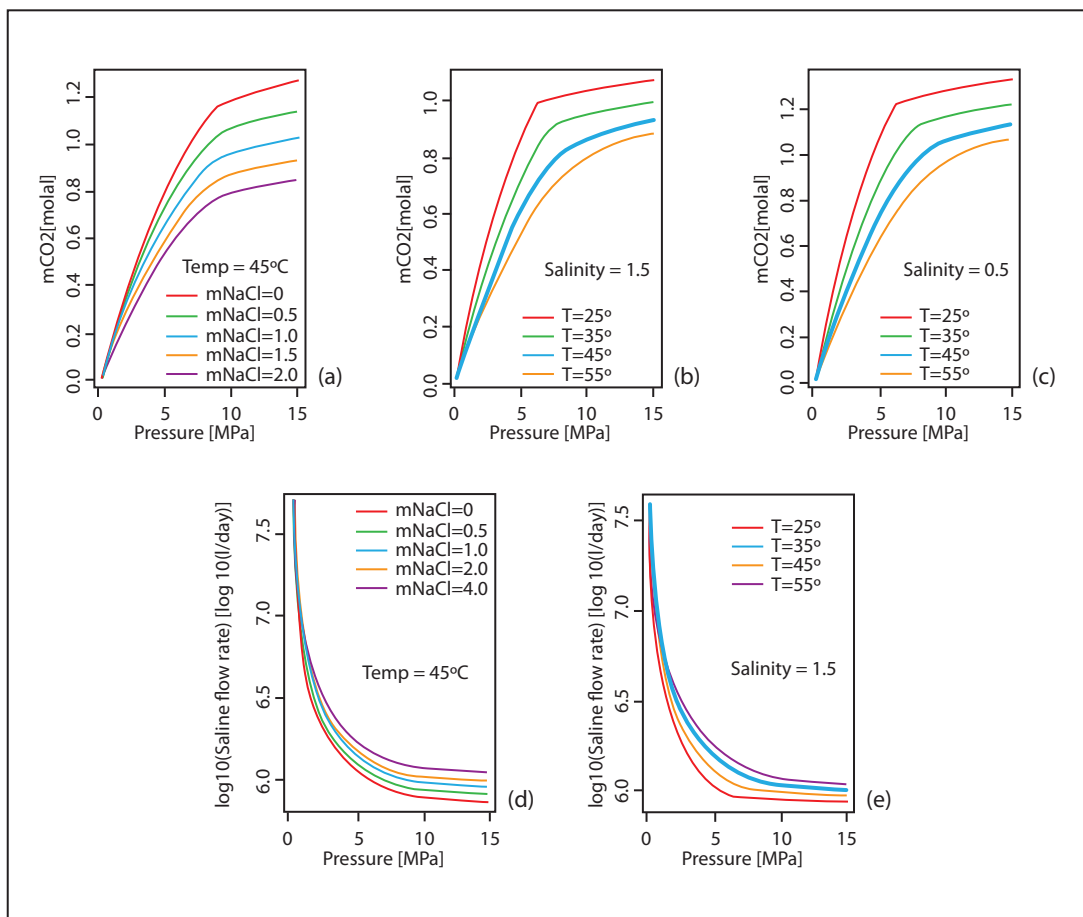 mCO2[molal]
1.2
1.0
0.8
0.6
0.4
0.2
0.0
Temp = 45ºC
mNaCl=0
mNaCl=0.5
mNaCl=1.0
mNaCl=1.5
mNaCl=2.0
0 5 10 15
Pressure [MPa]
(a)
mCO2[molal]
1.0
0.8
0.6
0.4
0.2
0.0
Salinity = 1.5
T=25º
T=35º
T=45º
T=55º
0 5 10 15
Pressure [MPa]
(b)
mCO2[molal]
1.2
1.0
0.8
0.6
0.4
0.2
0.0
Salinity = 0.5
T=25º
T=35º
T=45º
T=55º
0 5 10 15
Pressure [MPa]
(c)
log10(Saline flow rate) [log 10(l/day)]
7.5
7.0
6.5
6.0
mNaCl=0
mNaCl=0.5
mNaCl=1.0
mNaCl=2.0
mNaCl=4.0
Temp = 45ºC
0 5 10 15
Pressure [MPa]
(d)
log10(Saline flow rate) [log 10(l/day)]
7.5
7.0
6.5
6.0
T=25º
T=35º
T=45º
T=55º
Salinity = 1.5
0 5 10 15
Pressure [MPa]
(e)